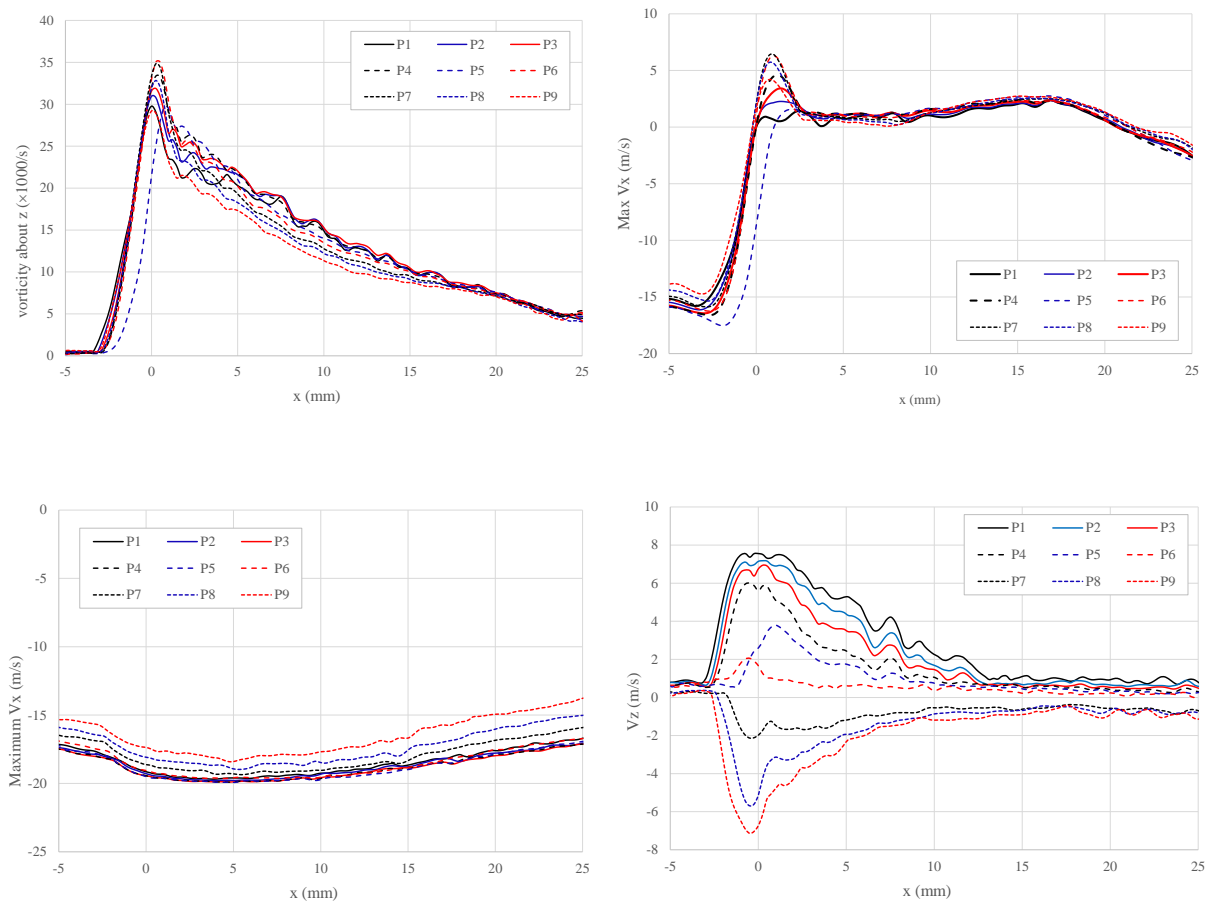 vorticity about z (×1000/s)
40
35
30
25
20
15
10
5
0
-5 0 5 10 15 20 25
x (mm)
P1 P2 P3
P4 P5 P6
P7 P8 P9
Max Vx (m/s)
10
5
0
-5
-10
-15
-20
-5 0 5 10 15 20 25
x (mm)
P1 P2 P3
P4 P5 P6
P7 P8 P9
Maximum Vx (m/s)
0
-5
-10
-15
-20
-25
-5 0 5 10 15 20 25
x (mm)
P1 P2 P3
P4 P5 P6
P7 P8 P9
Vz (m/s)
10
8
6
4
2
0
-2
-4
-6
-8
-5 0 5 10 15 20 25
x (mm)
P1 P2 P3
P4 P5 P6
P7 P8 P9